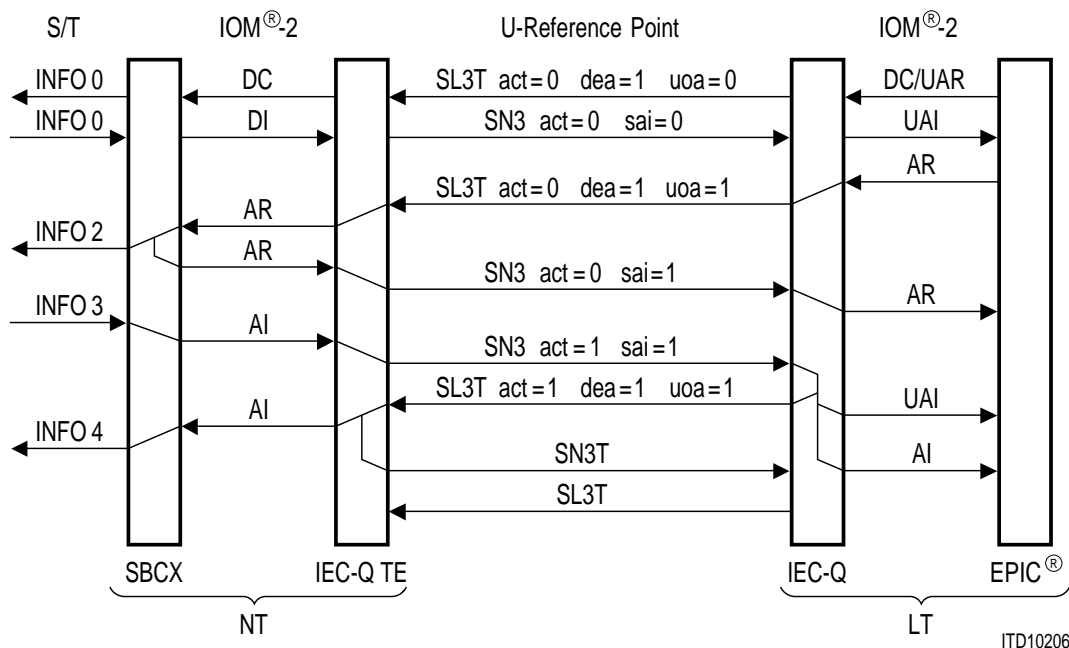 S/T IOM®-2 U-Reference Point IOM®-2
INFO 0 DC SL3T act = 0 dea = 1 uoa = 0 DC/UAR
INFO 0 DI SN3 act = 0 sai = 0 UAI
AR
SL3T act = 0 dea = 1 uoa = 1
AR
INFO 2
AR
SN3 act = 0 sai = 1
AR
INFO 3
AI
SN3 act = 1 sai = 1
SL3T act = 1 dea = 1 uoa = 1
UAI
AI
INFO 4
SN3T AI
SL3T
SBCX IEC-Q TE IEC-Q EPIC®
NT LT
ITD10206